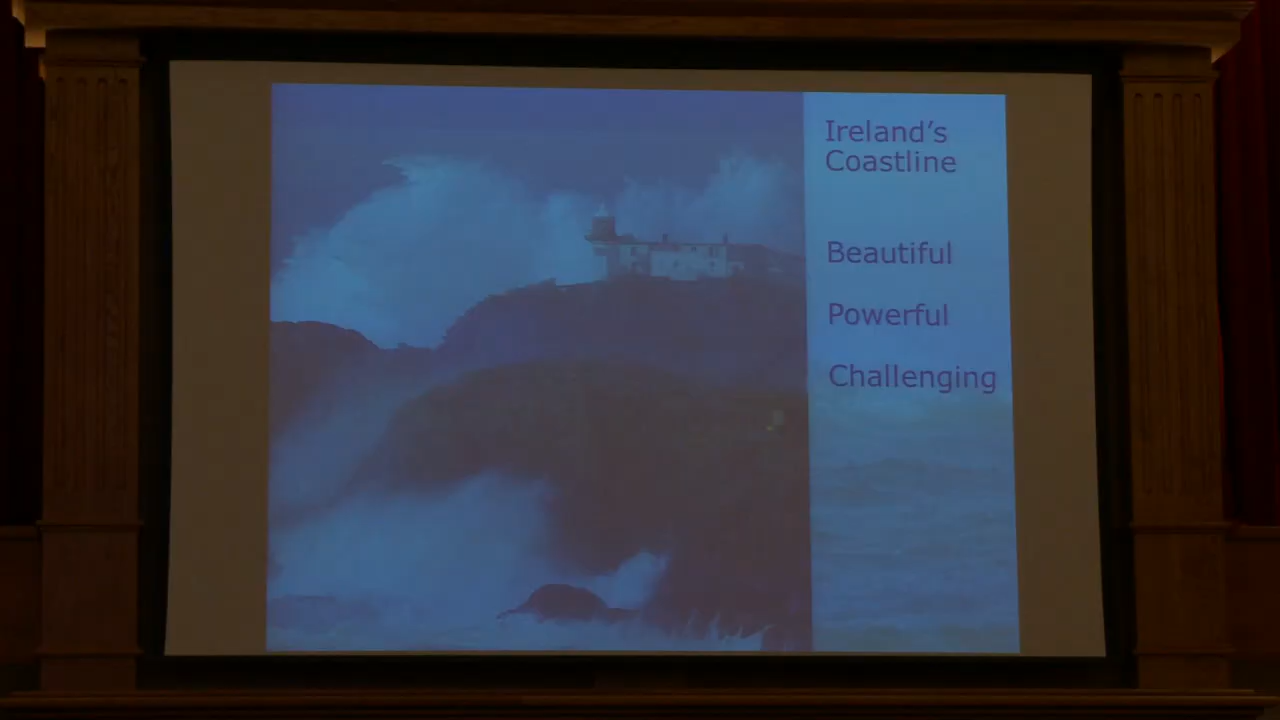 Ireland's
Coastline
Beautiful
Powerful
Challenging